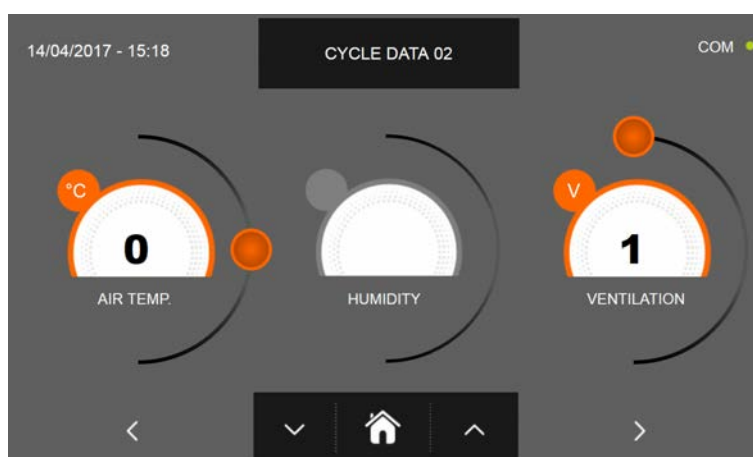 14/04/2017 - 15:18
CYCLE DATA 02
COM
°C
V
0
1
AIR TEMP.
HUMIDITY
VENTILATION